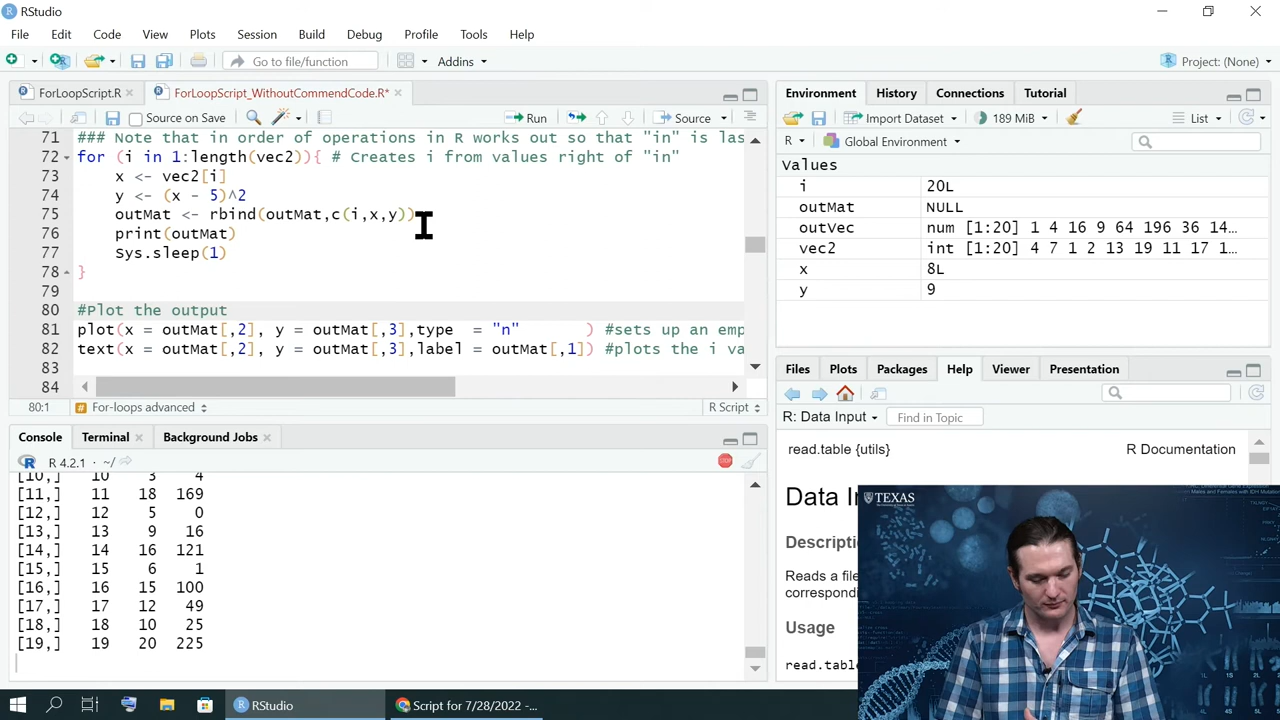 RStudio
File Edit Code View Plots Session Build Debug Profile Tools Help
Go to file/function Addins Project: (None)
ForLoopScript.R ForLoopScript_WithoutCommendCode.R*
Source on Save Run Source
71 ### Note that in order of operations in R works out so that "in" is las
72 for (i in 1:length(vec2)){ # Creates i from values right of "in"
73 x <- vec2[i]
74 y <- (x - 5)^2
75 outMat <- rbind(outMat,c(i,x,y))
76 print(outMat)
77 Sys.sleep(1)
78 }
79
80 #Plot the output
81 plot(x = outMat[,2], y = outMat[,3],type = "n" ) #sets up an emp
82 text(x = outMat[,2], y = outMat[,3],label = outMat[,1]) #plots the i va
83
84
80:1 # For-loops advanced R Script
Console Terminal Background Jobs
R 4.2.1 · ~/
STOP
[10,] 10 3 4
[11,] 11 18 169
[12,] 12 5 0
[13,] 13 9 16
[14,] 14 16 121
[15,] 15 6 1
[16,] 16 15 100
[17,] 17 12 49
[18,] 18 10 25
[19,] 19 20 225
Environment History Connections Tutorial
Import Dataset 189 MiB List
R Global Environment
Values
i 20L
outMat NULL
outVec num [1:20] 1 4 16 9 64 196 36 14…
vec2 int [1:20] 4 7 1 2 13 19 11 17 1…
x 8L
y 9
Files Plots Packages Help Viewer Presentation
R: Data Input Find in Topic
read.table {utils} R Documentation
Data I
Descripti
Reads a file
correspond
Usage
read.tabl
TEXAS
RStudio Script for 7/28/2022 -...